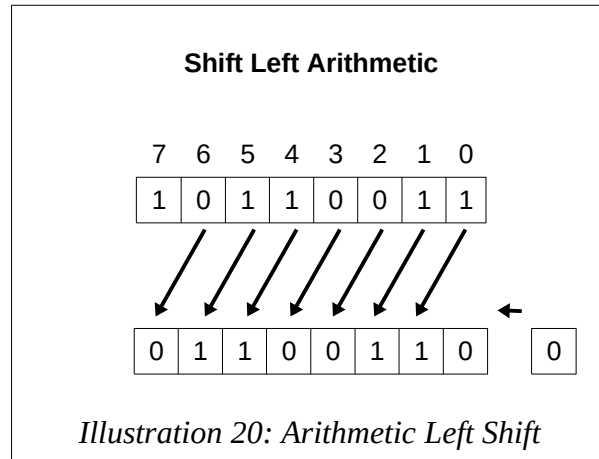 Shift Left Arithmetic
7 6 5 4 3 2 1 0
1 0 1 1 0 0 1 1
0 1 1 0 0 1 1 0 0
Illustration 20: Arithmetic Left Shift